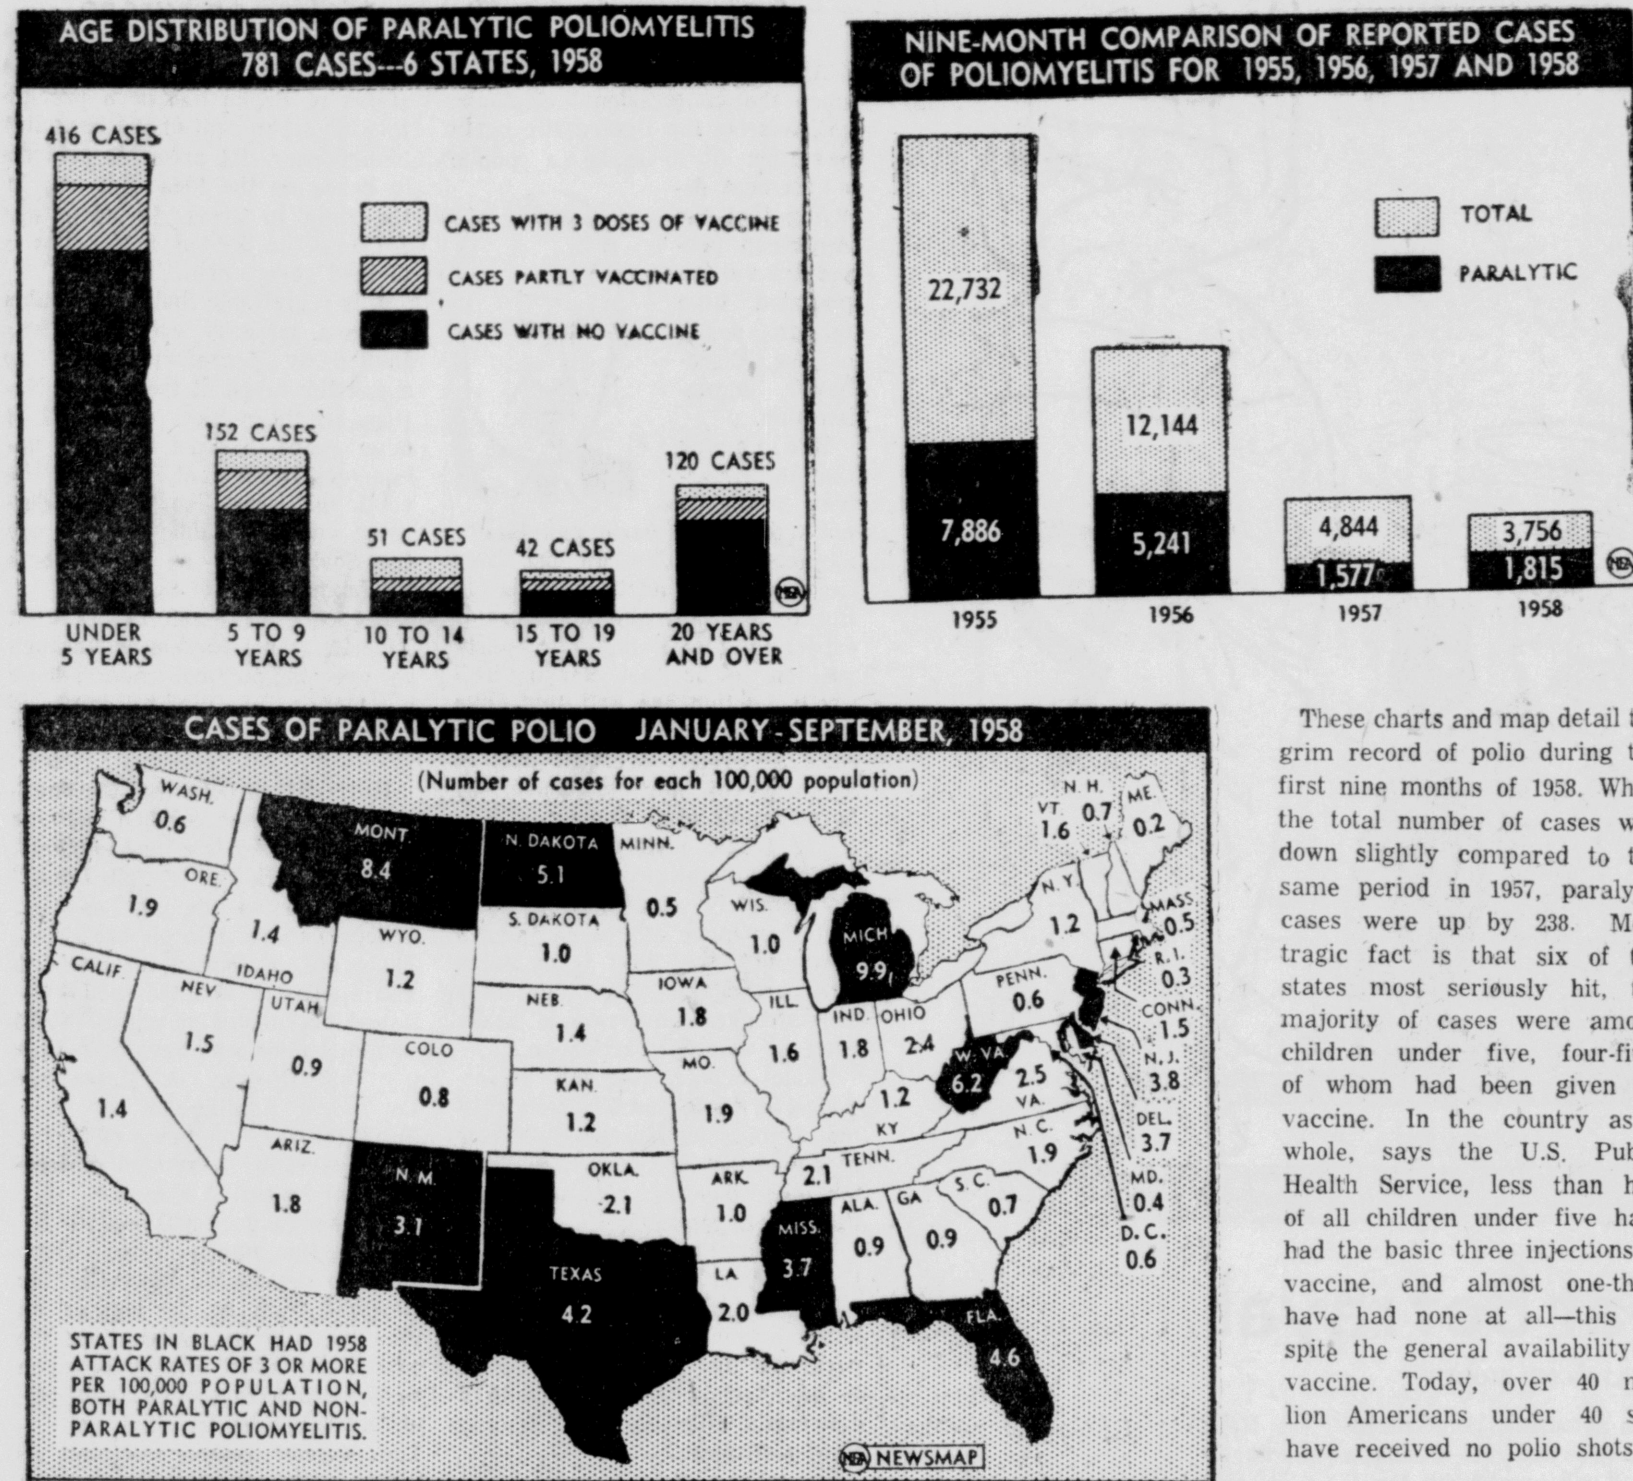 AGE DISTRIBUTION OF PARALYTIC POLIOMYELITIS
781 CASES---6 STATES, 1958
416 CASES
CASES WITH 3 DOSES OF VACCINE
CASES PARTLY VACCINATED
CASES WITH NO VACCINE
152 CASES
51 CASES
42 CASES
120 CASES
NEA
UNDER
5 YEARS
5 TO 9
YEARS
10 TO 14
YEARS
15 TO 19
YEARS
20 YEARS
AND OVER
NINE-MONTH COMPARISON OF REPORTED CASES
OF POLIOMYELITIS FOR 1955, 1956, 1957 AND 1958
TOTAL
PARALYTIC
22,732
7,886
12,144
5,241
4,844
1,577
3,756
1,815
NEA
1955
1956
1957
1958
CASES OF PARALYTIC POLIO JANUARY-SEPTEMBER, 1958
(Number of cases for each 100,000 population)
WASH.
0.6
ORE.
1.9
CALIF.
1.4
IDAHO
1.4
NEV
1.5
UTAH
0.9
ARIZ.
1.8
MONT.
8.4
WYO.
1.2
COLO
0.8
N.M.
3.1
N. DAKOTA
5.1
S. DAKOTA
1.0
NEB.
1.4
KAN.
1.2
OKLA.
2.1
TEXAS
4.2
MINN.
0.5
IOWA
1.8
MO.
1.9
ARK.
1.0
LA
2.0
WIS.
1.0
ILL
1.6
MICH
9.9
IND.
1.8
OHIO
2.4
KY
1.2
TENN.
2.1
MISS.
3.7
ALA.
0.9
GA
0.9
FLA.
4.6
S.C.
0.7
N.C.
1.9
VA.
2.5
W. VA.
6.2
PENN.
0.6
N.Y.
1.2
VT.
1.6
N. H.
0.7
ME.
0.2
MASS.
0.5
R. I.
0.3
CONN.
1.5
N. J.
3.8
DEL.
3.7
MD.
0.4
D. C.
0.6
STATES IN BLACK HAD 1958
ATTACK RATES OF 3 OR MORE
PER 100,000 POPULATION,
BOTH PARALYTIC AND NON-
PARALYTIC POLIOMYELITIS.
NEA NEWSMAP
These charts and map detail
grim record of polio during
first nine months of 1958.
the total number of cases
down slightly compared to
same period in 1957,
cases were up by 238.
tragic fact is that six of
states most seriously hit,
majority of cases were
children under five,
of whom had been given
vaccine. In the country as
whole, says the U.S.
Health Service, less than
of all children under five
had the basic three injections
vaccine, and almost
have had none at all—this
spite the general availability
vaccine. Today, over 40
lion Americans under 40
have received no polio shots